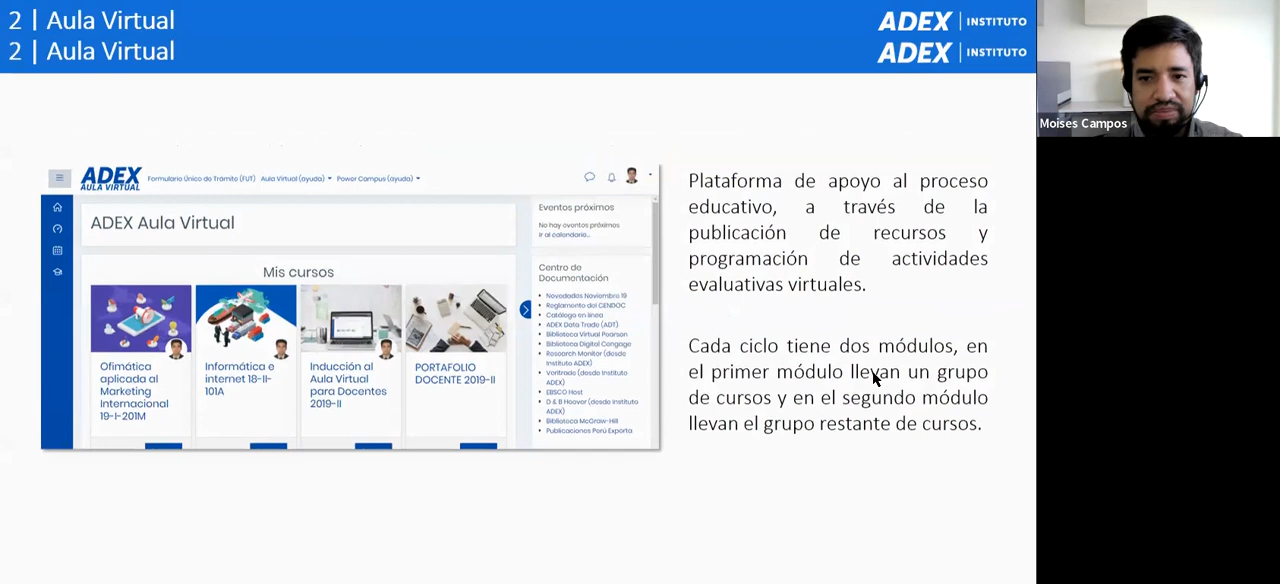 2 | Aula Virtual
ADEX | INSTITUTO
2 | Aula Virtual
ADEX | INSTITUTO
Moises Campos
ADEX
AULA VIRTUAL
Formulario Único de Trámite (FUT) Aula Virtual (ayuda) Power Campus (ayuda)
ADEX Aula Virtual
Mis cursos
Ofimática
aplicada al
Marketing
Internacional
19-I-201M
Informática e
internet 18-II-
101A
Inducción al
Aula Virtual
para Docentes
2019-II
PORTAFOLIO
DOCENTE 2019-II
Eventos próximos
No hay eventos próximos
Ir al calendario...
Centro de
Documentación
Novedades Noviembre 19
Reglamento del CENDOC
Catálogo en línea
ADEX Data Trade (ADT)
Biblioteca Virtual Pearson
Biblioteca Digital Cengage
Research Monitor (desde
Instituto ADEX)
Veritrade (desde Instituto
ADEX)
EBSCO Host
D & B Hoover (desde Instituto
ADEX)
Biblioteca McGraw-Hill
Publicaciones Perú Exporta
Plataforma de apoyo al proceso
educativo, a través de la
publicación de recursos y
programación de actividades
evaluativas virtuales.
Cada ciclo tiene dos módulos, en
el primer módulo llevan un grupo
de cursos y en el segundo módulo
llevan el grupo restante de cursos.